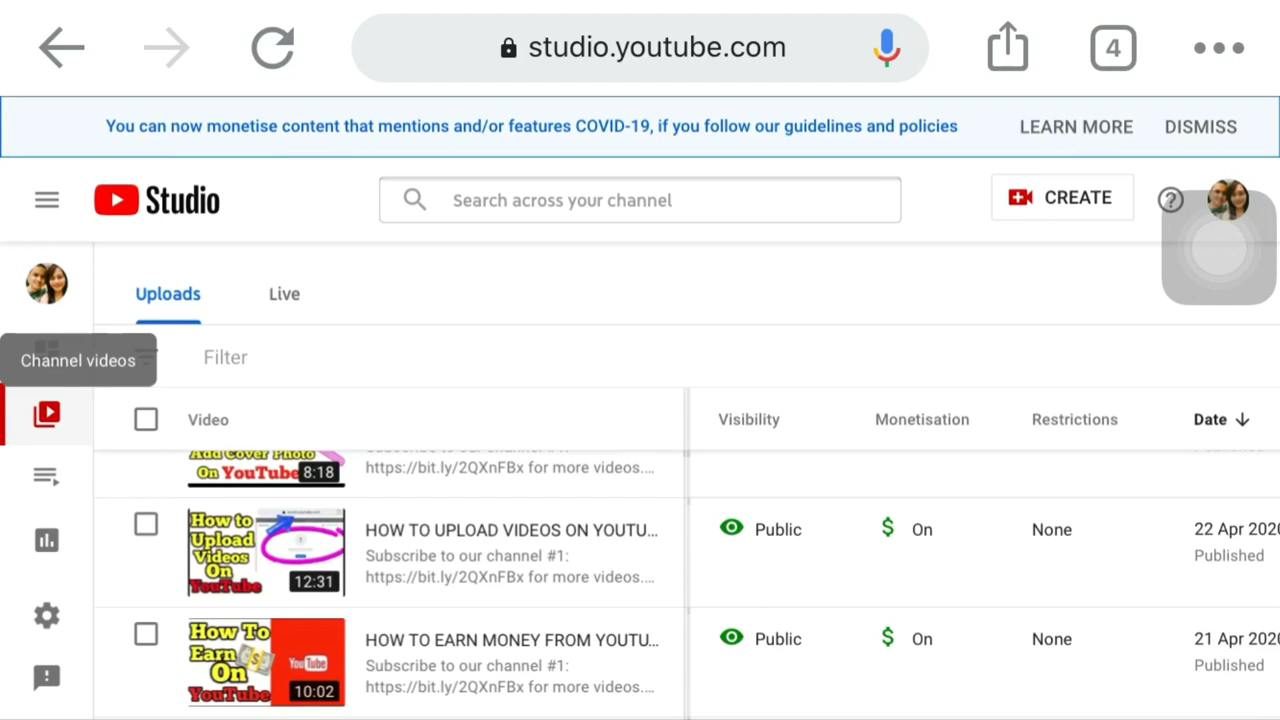 studio.youtube.com
4
You can now monetise content that mentions and/or features COVID-19, if you follow our guidelines and policies
LEARN MORE
DISMISS
Studio
Search across your channel
CREATE
Uploads
Live
Channel videos
Filter
Video
Visibility
Monetisation
Restrictions
Date
Add Cover Photo
On YouTube
8:18
https://bit.ly/2QXnFBx for more videos....
How to
Upload
Videos
On
YouTube
12:31
HOW TO UPLOAD VIDEOS ON YOUTU...
Subscribe to our channel #1:
https://bit.ly/2QXnFBx for more videos....
Public
$ On
None
22 Apr 2020
Published
How To
Earn
On
YouTube
YouTube
10:02
HOW TO EARN MONEY FROM YOUTU...
Subscribe to our channel #1:
https://bit.ly/2QXnFBx for more videos....
Public
$ On
None
21 Apr 2020
Published